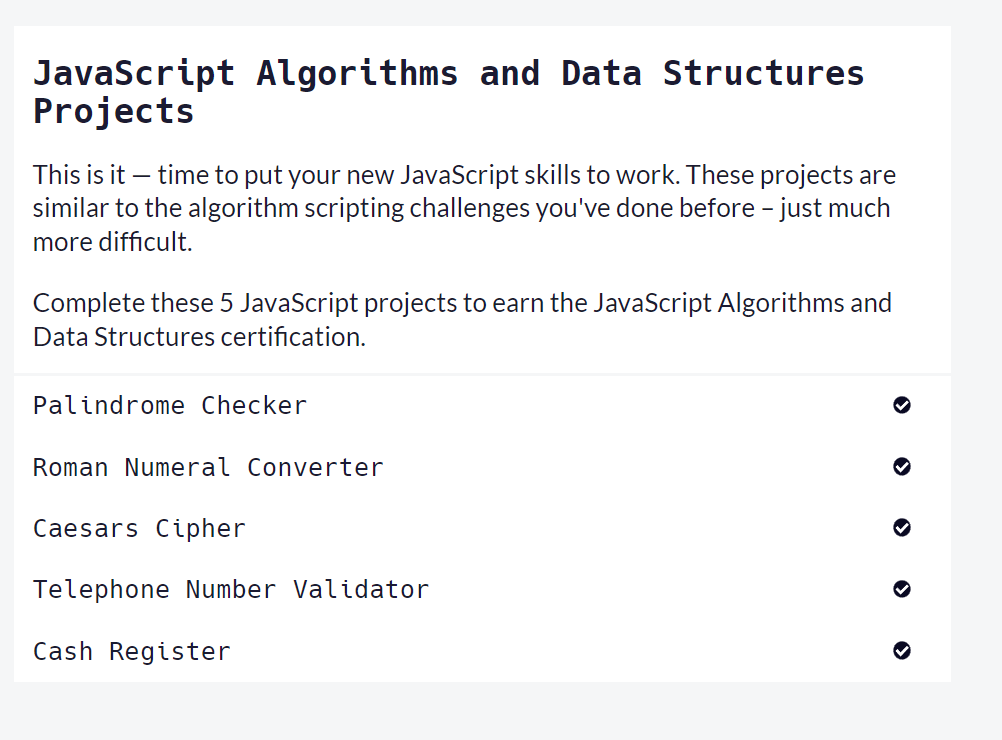 JavaScript Algorithms and Data Structures
Projects
This is it — time to put your new JavaScript skills to work. These projects are
similar to the algorithm scripting challenges you've done before – just much
more difficult.
Complete these 5 JavaScript projects to earn the JavaScript Algorithms and
Data Structures certification.
Palindrome Checker
Roman Numeral Converter
Caesars Cipher
Telephone Number Validator
Cash Register